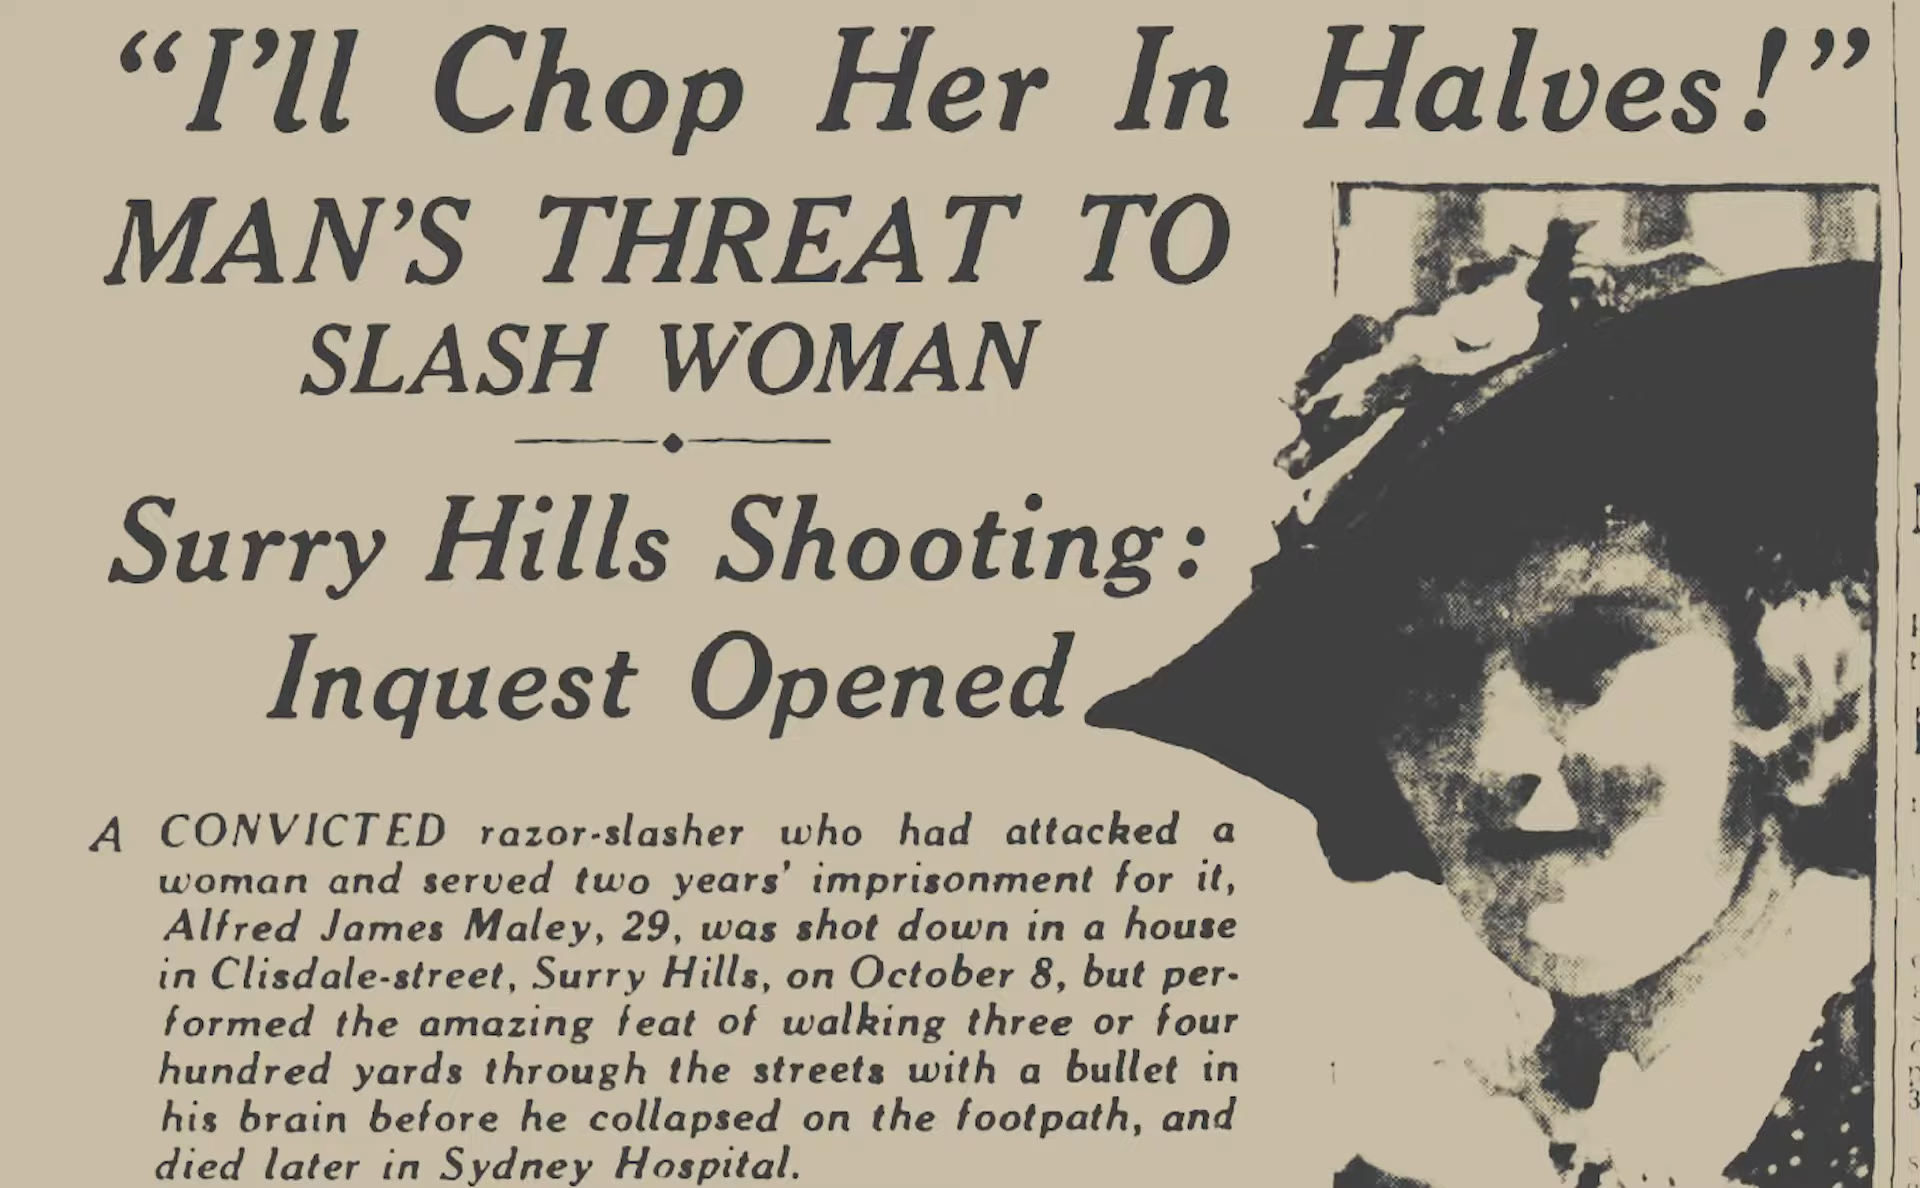 “I’ll Chop Her In Halves!”
MAN’S THREAT TO
SLASH WOMAN
Surry Hills Shooting:
Inquest Opened
A CONVICTED razor-slasher who had attacked a
woman and served two years’ imprisonment for it,
Alfred James Maley, 29, was shot down in a house
in Clisdale-street, Surry Hills, on October 8, but per-
formed the amazing feat of walking three or four
hundred yards through the streets with a bullet in
his brain before he collapsed on the footpath, and
died later in Sydney Hospital.